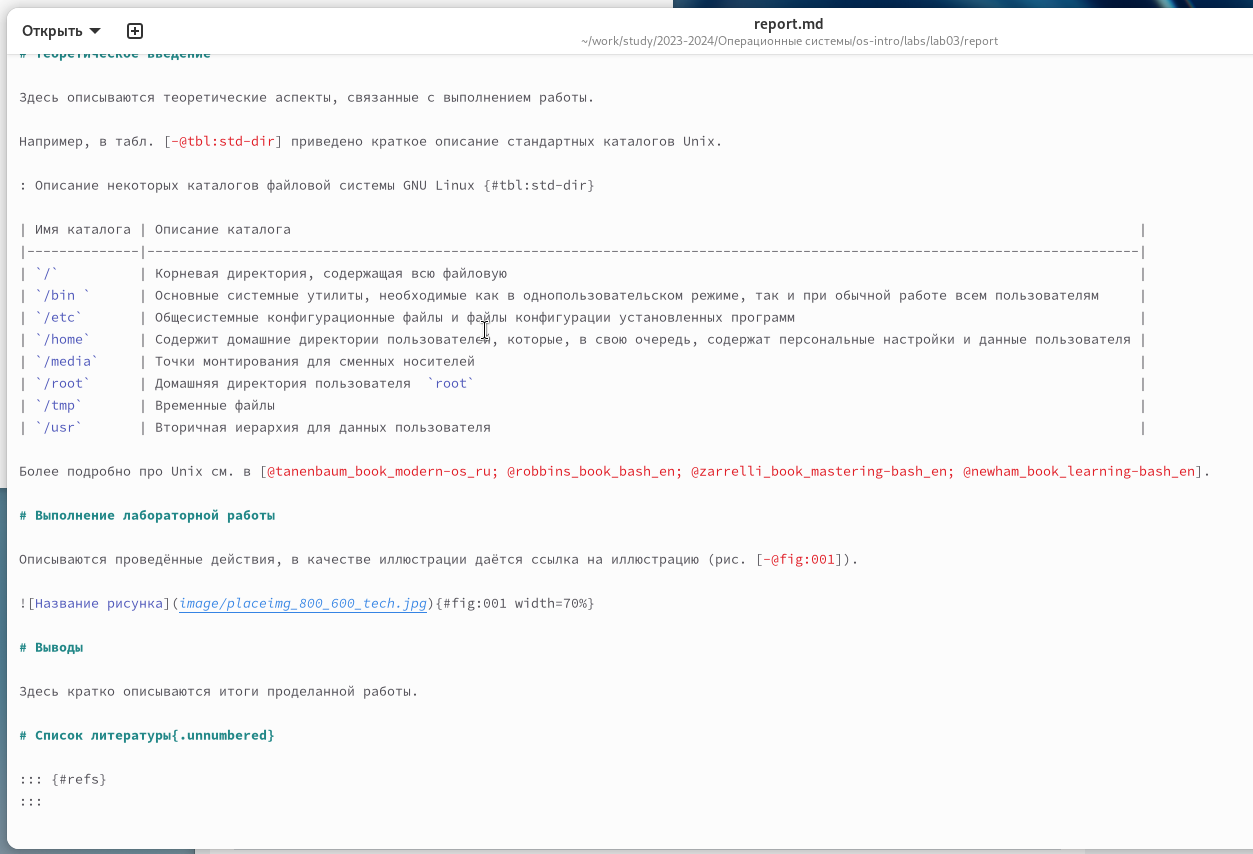 Открыть
report.md
~/work/study/2023-2024/Операционные системы/os-intro/labs/lab03/report
# Теоретическое введение
Здесь описываются теоретические аспекты, связанные с выполнением работы.
Например, в табл. [-@tbl:std-dir] приведено краткое описание стандартных каталогов Unix.
: Описание некоторых каталогов файловой системы GNU Linux {#tbl:std-dir}
| Имя каталога | Описание каталога |
|--------------|----------------------------------------------------------------------------------------------------------------------------|
| `/` | Корневая директория, содержащая всю файловую |
| `/bin ` | Основные системные утилиты, необходимые как в однопользовательском режиме, так и при обычной работе всем пользователям |
| `/etc` | Общесистемные конфигурационные файлы и файлы конфигурации установленных программ |
| `/home` | Содержит домашние директории пользователей, которые, в свою очередь, содержат персональные настройки и данные пользователя |
| `/media` | Точки монтирования для сменных носителей |
| `/root` | Домашняя директория пользователя  `root` |
| `/tmp` | Временные файлы |
| `/usr` | Вторичная иерархия для данных пользователя |
Более подробно про Unix см. в [@tanenbaum_book_modern-os_ru; @robbins_book_bash_en; @zarrelli_book_mastering-bash_en; @newham_book_learning-bash_en].
# Выполнение лабораторной работы
Описываются проведённые действия, в качестве иллюстрации даётся ссылка на иллюстрацию (рис. [-@fig:001]).
![Название рисунка](image/placeimg_800_600_tech.jpg){#fig:001 width=70%}
# Выводы
Здесь кратко описываются итоги проделанной работы.
# Список литературы{.unnumbered}
::: {#refs}
:::